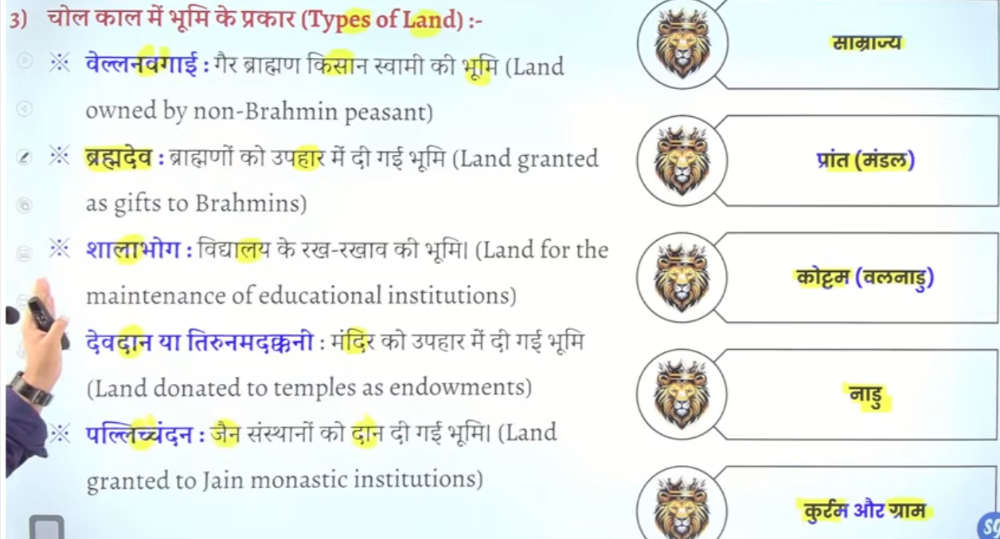 3) चोल काल में भूमि के प्रकार (Types of Land) :-
※ वेल्लनवगाई : गैर ब्राह्मण किसान स्वामी की भूमि (Land
owned by non-Brahmin peasant)
※ ब्रह्मदेव : ब्राह्मणों को उपहार में दी गई भूमि (Land granted
as gifts to Brahmins)
※ शालाभोग : विद्यालय के रख-रखाव की भूमि। (Land for the
maintenance of educational institutions)
देवदान या तिरुनमदक्कनी : मंदिर को उपहार में दी गई भूमि
(Land donated to temples as endowments)
※ पल्लिच्चंदन : जैन संस्थानों को दान दी गई भूमि। (Land
granted to Jain monastic institutions)
साम्राज्य
प्रांत (मंडल)
कोट्टम (वलनाडु)
नाडु
कुर्रम और ग्राम